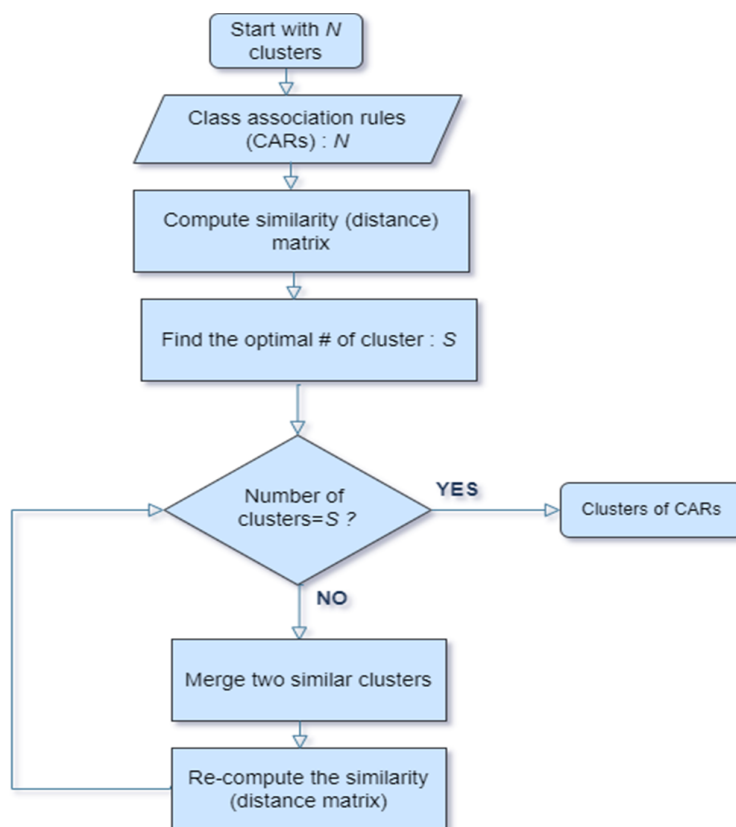 Start with N
clusters
Class association rules
(CARs) : N
Compute similarity (distance)
matrix
Find the optimal # of cluster : S
Number of
clusters=S ?
YES
Clusters of CARs
NO
Merge two similar clusters
Re-compute the similarity
(distance matrix)